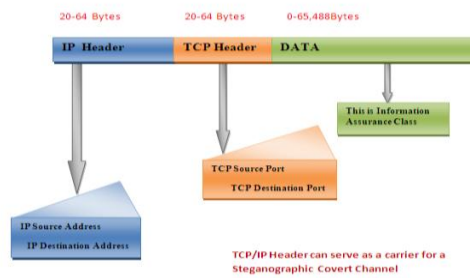 20-64 Bytes 20-64 Bytes 0-65,488Bytes
IP Header TCP Header DATA
This is Information
Assurance Class
TCP Source Port
TCP Destination Port
IP Source Address
IP Destination Address
TCP/IP Header can serve as a carrier for a
Steganographic Covert Channel